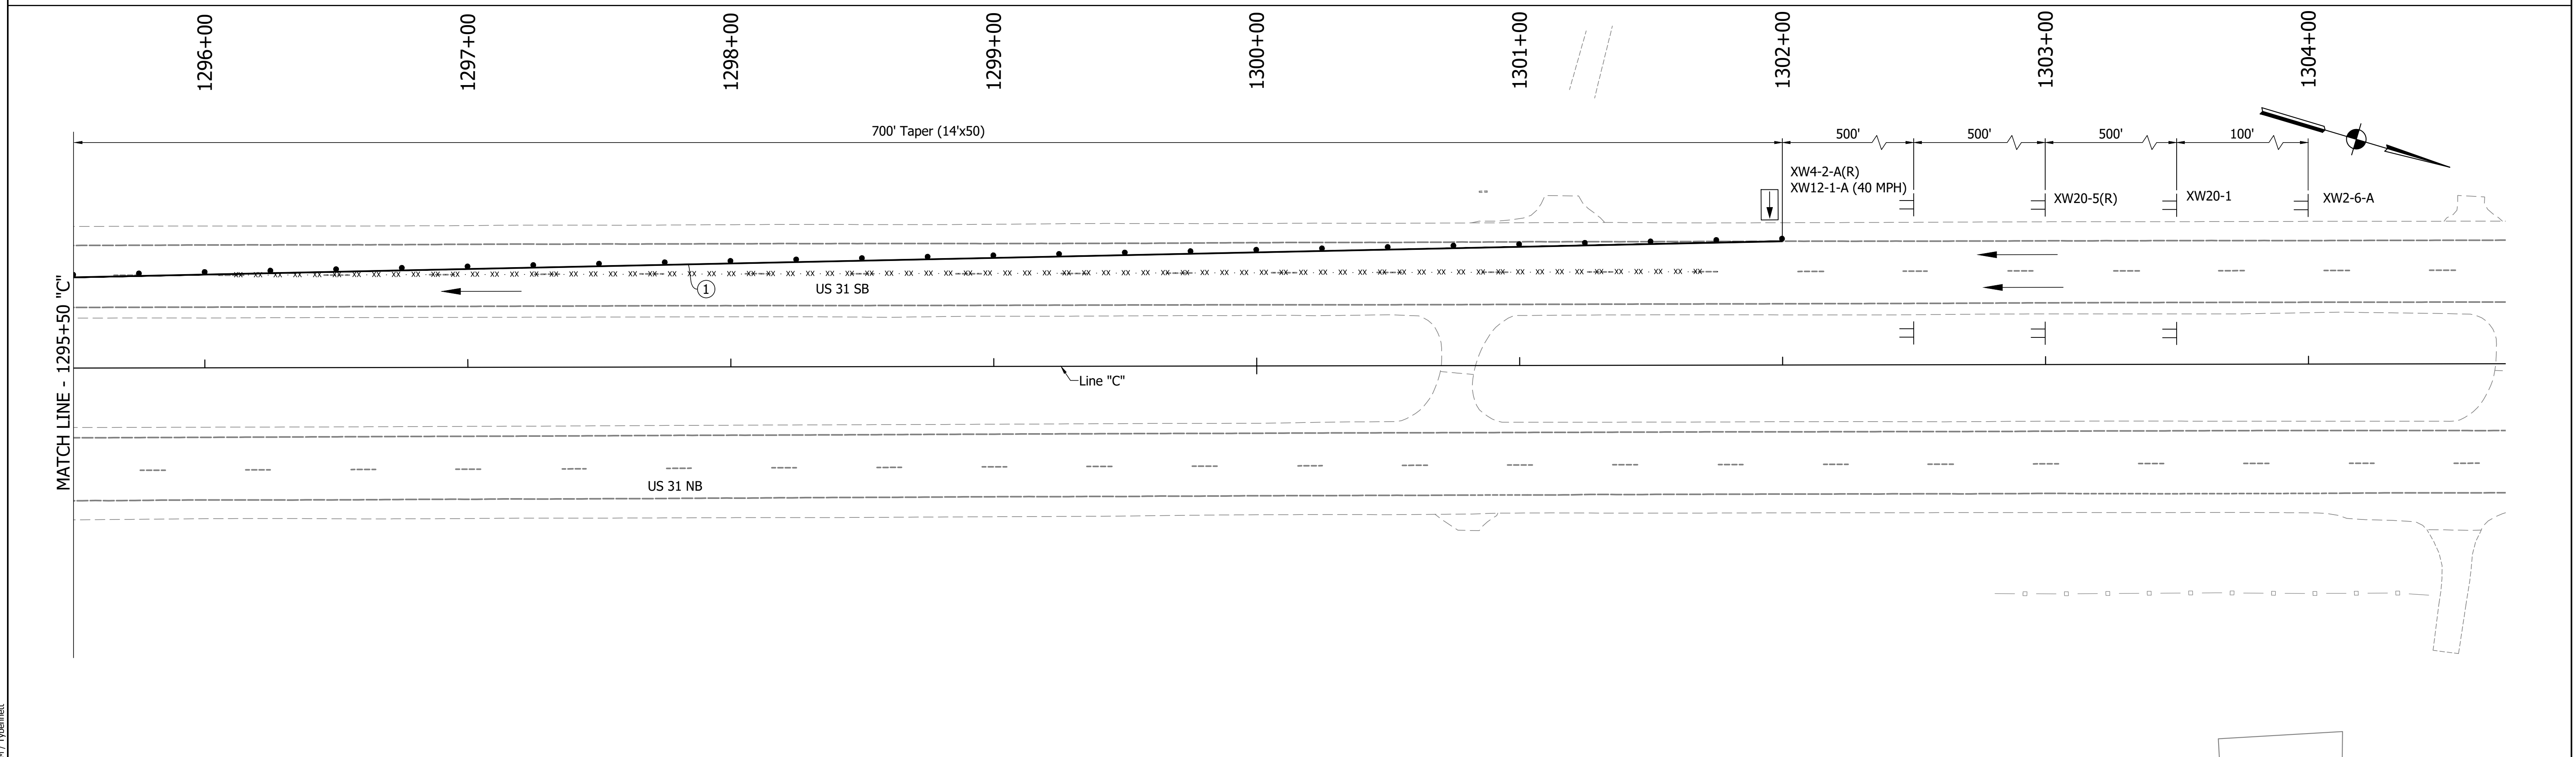 1296+00
1297+00
1298+00
1299+00
1300+00
1301+00
1302+00
1303+00
1304+00
700' Taper (14'x50)
500'
500'
500'
100'
XW4-2-A(R)
XW12-1-A (40 MPH)
XW20-5(R)
XW20-1
XW2-6-A
1
US 31 SB
MATCH LINE - 1295+50 "C"
Line "C"
US 31 NB